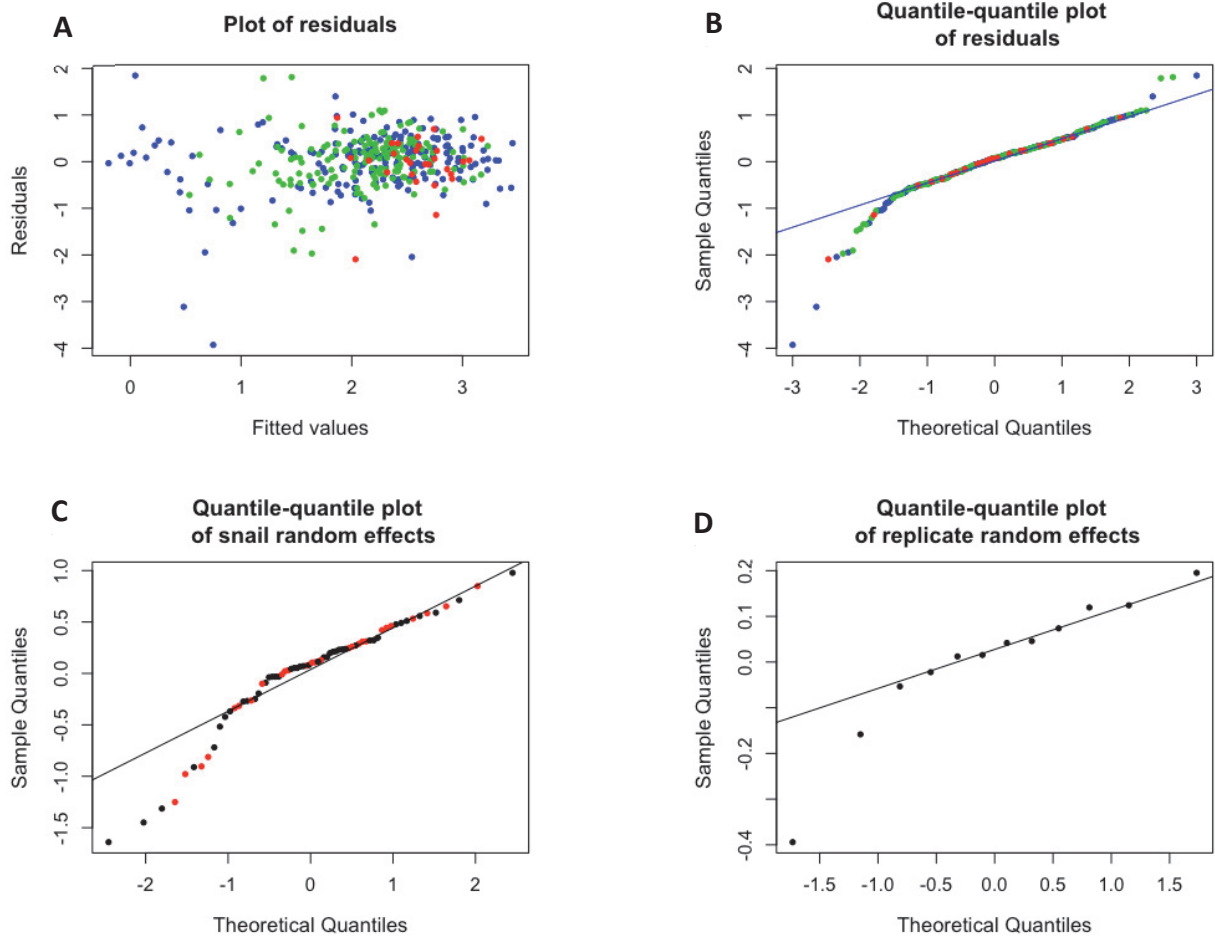 A
Plot of residuals
2
1
0
-1
-2
-3
-4
Residuals
0
1
2
3
Fitted values
B
Quantile-quantile plot
of residuals
2
1
0
-1
-2
-3
-4
Sample Quantiles
-3
-2
-1
0
1
2
3
Theoretical Quantiles
C
Quantile-quantile plot
of snail random effects
1.0
0.5
0.0
-0.5
-1.0
-1.5
Sample Quantiles
-2
-1
0
1
2
Theoretical Quantiles
D
Quantile-quantile plot
of replicate random effects
0.2
0.1
-0.0
-0.2
-0.4
Sample Quantiles
-1.5
-1.0
-0.5
0.0
0.5
1.0
1.5
Theoretical Quantiles